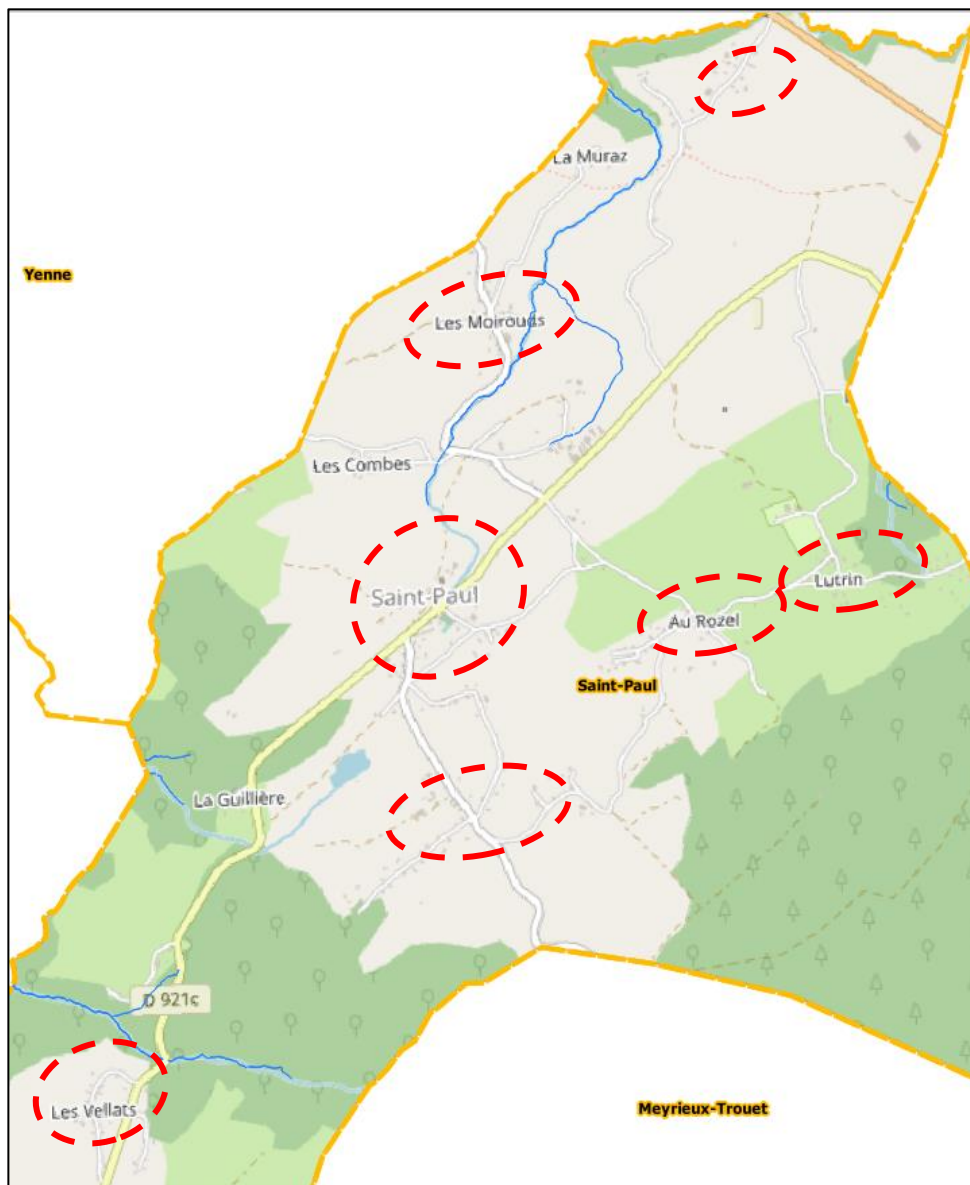 La Muraz
Yenne
Les Moirouds
Les Combes
Saint-Paul
Lutrin
Au Rozel
Saint-Paul
La Guillière
D 921c
Les Vellats
Meyrieux-Trouet